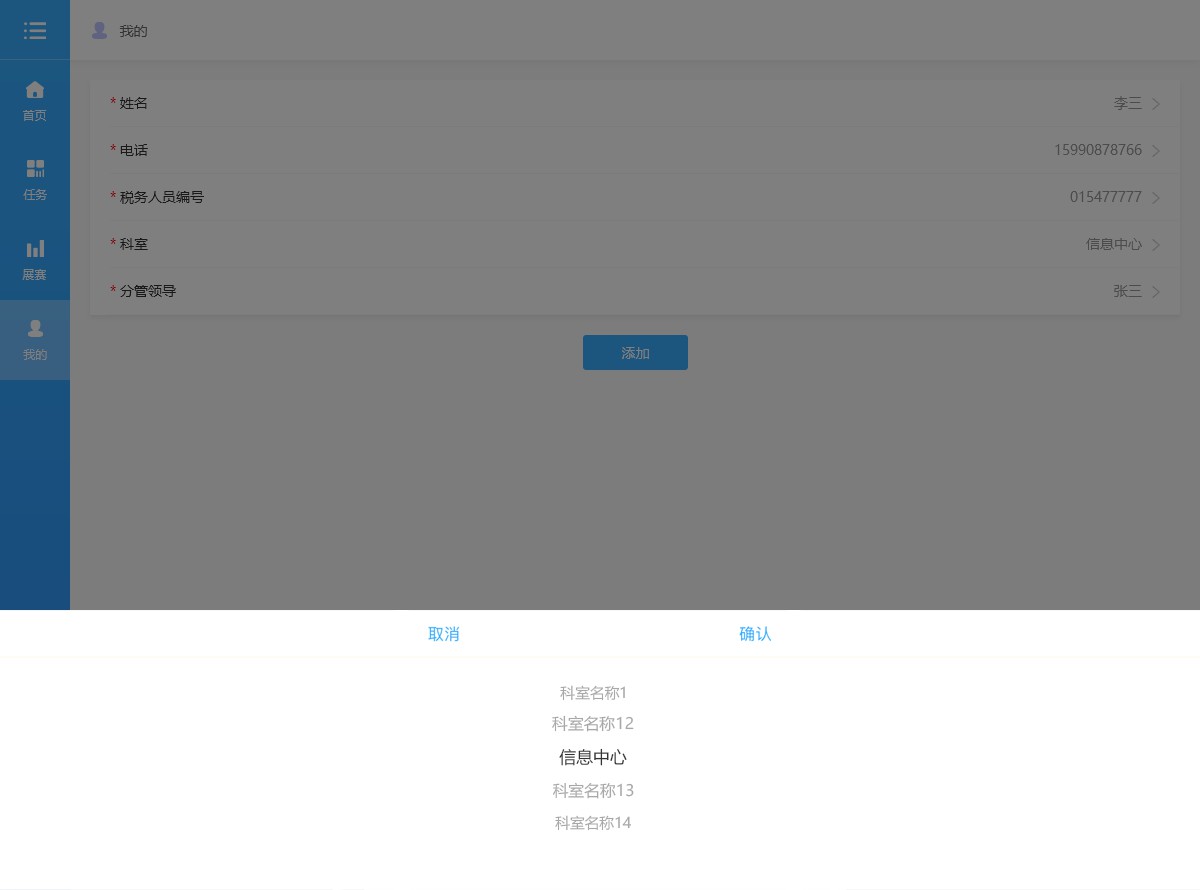 我的
首页
任务
展赛
我的
*姓名 李三
*电话 15990878766
*税务人员编号 015477777
*科室 信息中心
*分管领导 张三
添加
取消 确认
科室名称1
科室名称12
信息中心
科室名称13
科室名称14